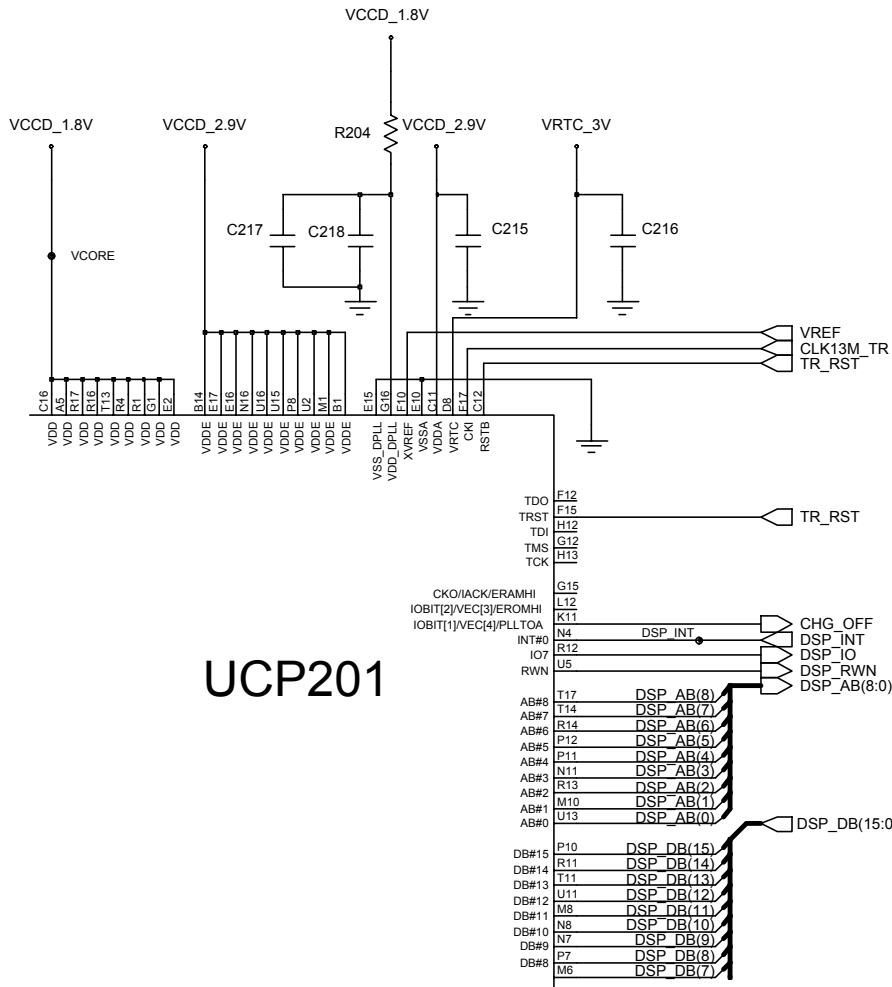 VCCD_1.8V
VCCD_1.8V
VCCD_2.9V
R204
VCCD_2.9V
VRTC_3V
C217
C218
C215
C216
VCORE
VREF
CLK13M_TR
TR_RST
C16
A5
R17
R16
T13
R4
R1
G1
E2
B14
E17
E16
N16
U16
U15
P8
U2
M1
B1
E15
G16
F10
E10
C11
D8
F17
C12
VDD
VDD
VDD
VDD
VDD
VDD
VDD
VDD
VDD
VDDE
VDDE
VDDE
VDDE
VDDE
VDDE
VDDE
VDDE
VDDE
VDDE
VSS_DPLL
VDD_DPLL
XVREF
VSSA
VDDA
VRTC
CKI
RSTB
TDO F12
TRST F15 TR_RST
TDI H12
TMS G12
TCK H13
CKO/IACK/ERAMHI G15
IOBIT[2]/VEC[3]/EROMHI L12
IOBIT[1]/VEC[4]/PLLTOA K11 CHG_OFF
INT#0 N4 DSP_INT DSP_INT
IO7 R12 DSP_IO
RWN U5 DSP_RWN
DSP_AB(8:0)
UCP201
AB#8 T17 DSP_AB(8)
AB#7 T14 DSP_AB(7)
AB#6 R14 DSP_AB(6)
AB#5 P12 DSP_AB(5)
AB#4 P11 DSP_AB(4)
AB#3 N11 DSP_AB(3)
AB#2 R13 DSP_AB(2)
AB#1 M10 DSP_AB(1)
AB#0 U13 DSP_AB(0)
DSP_DB(15:0
DB#15 P10 DSP_DB(15)
DB#14 R11 DSP_DB(14)
DB#13 T11 DSP_DB(13)
DB#12 U11 DSP_DB(12)
DB#11 M8 DSP_DB(11)
DB#10 N8 DSP_DB(10)
DB#9 N7 DSP_DB(9)
DB#8 P7 DSP_DB(8)
M6 DSP_DB(7)